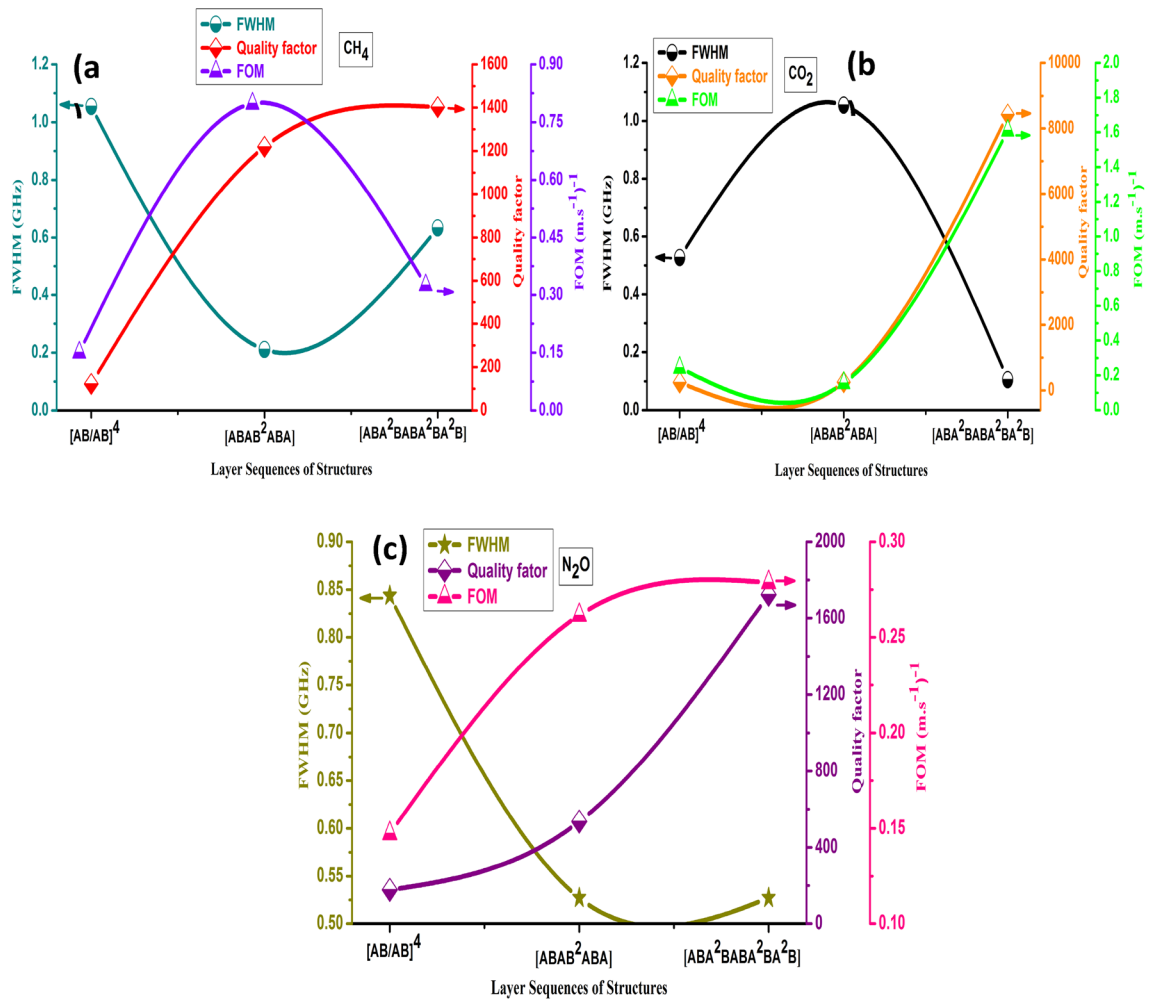 (a
FWHM
Quality factor
FOM
CH4
1.2
1.0
0.8
0.6
0.4
0.2
0.0
FWHM (GHz)
1600
1400
1200
1000
800
600
400
200
0
Quality factor
0.90
0.75
0.60
0.45
0.30
0.15
0.00
FOM (m.s⁻¹)⁻¹
[AB/AB]⁴
[ABAB²ABA]
[ABA²BABA²BA²B]
Layer Sequences of Structures
(b)
FWHM
Quality factor
FOM
CO₂
1.2
1.0
0.8
0.6
0.4
0.2
0.0
FWHM (GHz)
10000
8000
6000
4000
2000
0
Quality factor
2.0
1.8
1.6
1.4
1.2
1.0
0.8
0.6
0.4
0.2
0.0
FOM (m.s⁻¹)⁻¹
[AB/AB]⁴
[ABAB²ABA]
[ABA²BABA²BA²B]
Layer Sequences of Structures
(c)
FWHM
Quality fator
FOM
N₂O
0.90
0.85
0.80
0.75
0.70
0.65
0.60
0.55
0.50
FWHM (GHz)
2000
1600
1200
800
400
0
Quality factor
0.30
0.25
0.20
0.15
0.10
FOM (m.s⁻¹)⁻¹
[AB/AB]⁴
[ABAB²ABA]
[ABA²BABA²BA²B]
Layer Sequences of Structures